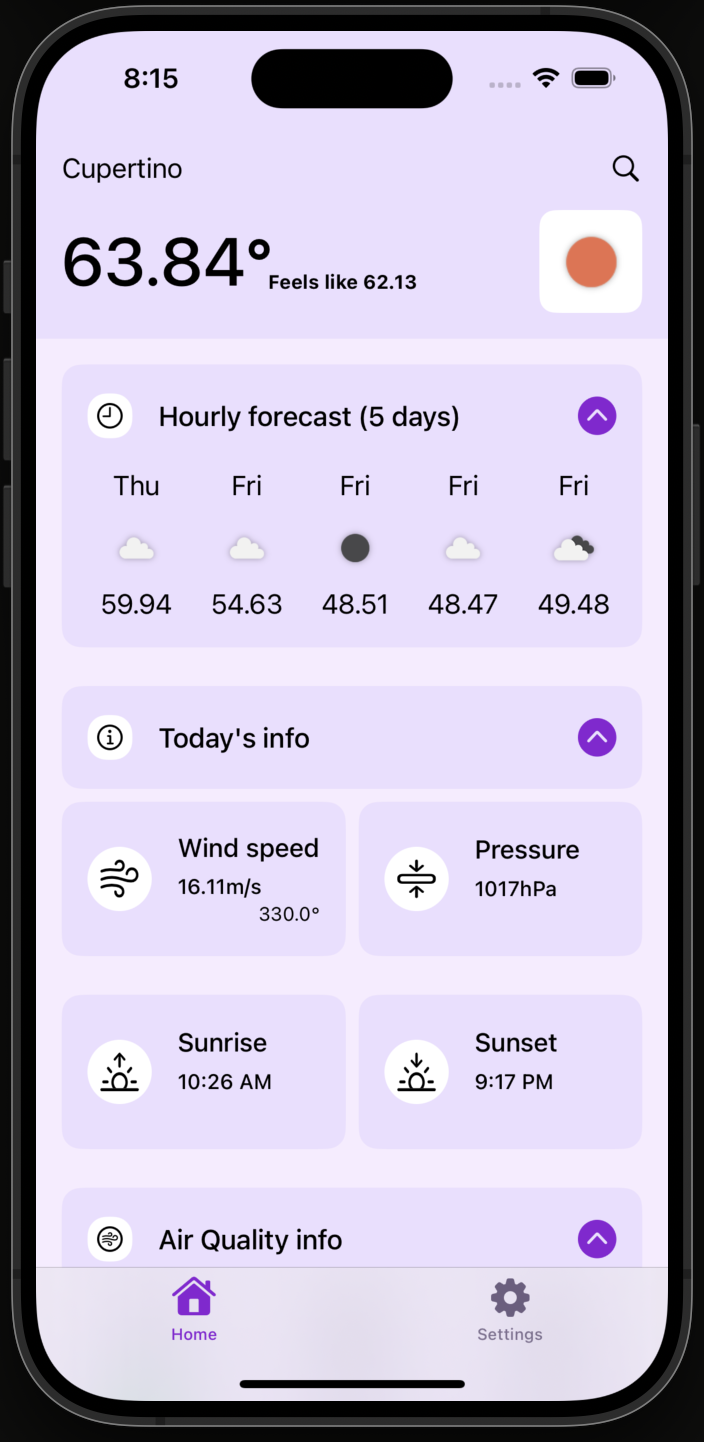 8:15
Cupertino
63.84°
Feels like 62.13
Hourly forecast (5 days)
Thu Fri Fri Fri Fri
59.94 54.63 48.51 48.47 49.48
Today's info
Wind speed
16.11m/s
330.0°
Pressure
1017hPa
Sunrise
10:26 AM
Sunset
9:17 PM
Air Quality info
Home
Settings